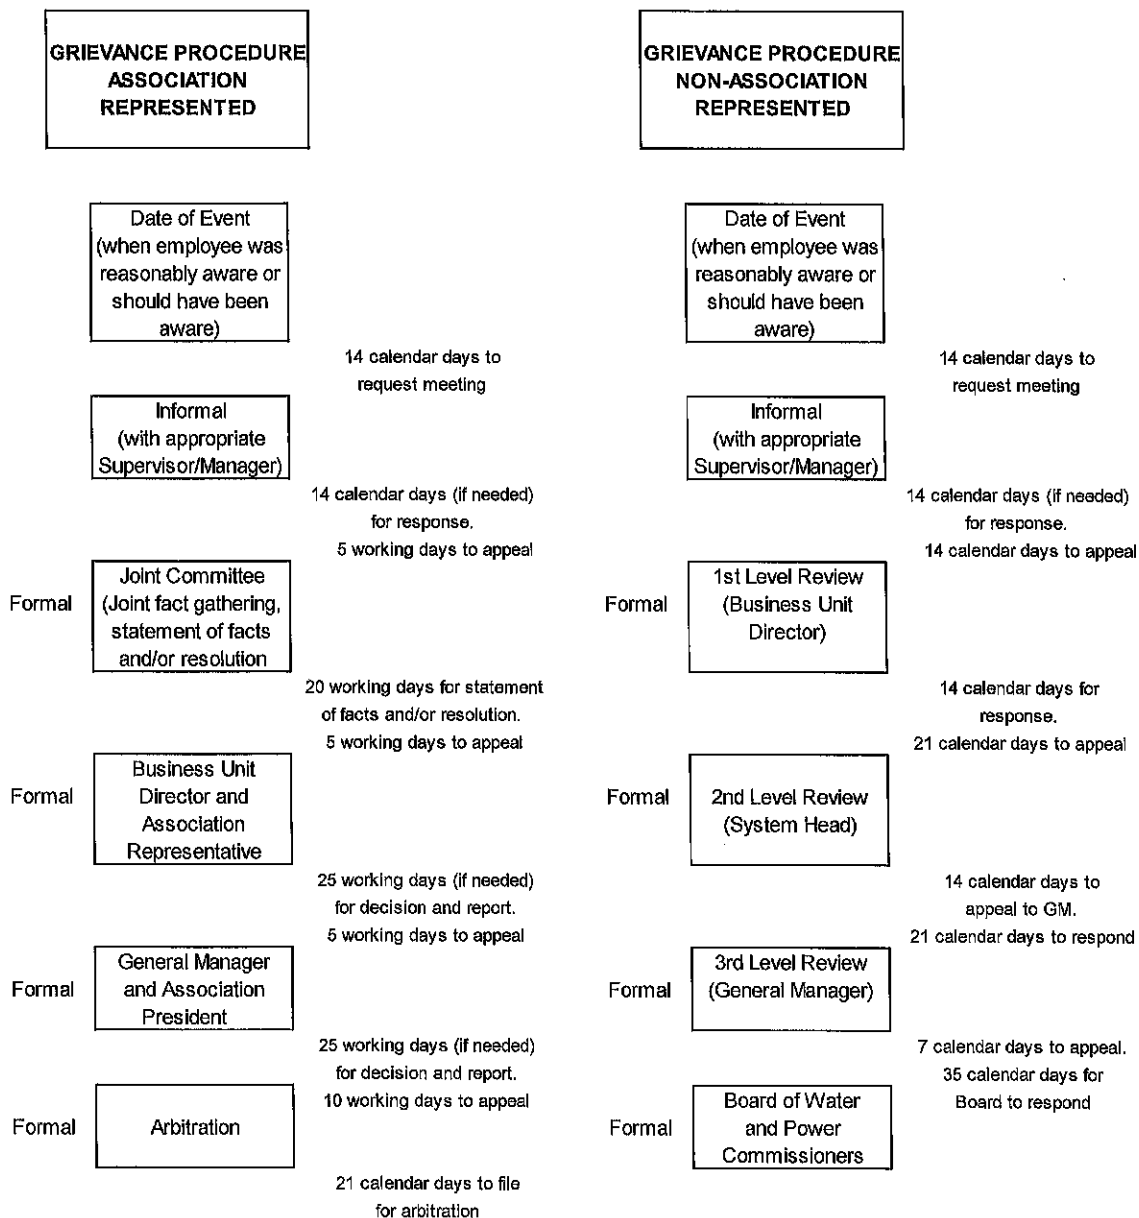 GRIEVANCE PROCEDURE
ASSOCIATION
REPRESENTED
Date of Event
(when employee was
reasonably aware or
should have been
aware)
14 calendar days to
request meeting
Informal
(with appropriate
Supervisor/Manager)
14 calendar days (if needed)
for response.
5 working days to appeal
Formal
Joint Committee
(Joint fact gathering,
statement of facts
and/or resolution
20 working days for statement
of facts and/or resolution.
5 working days to appeal
Formal
Business Unit
Director and
Association
Representative
25 working days (if needed)
for decision and report.
5 working days to appeal
Formal
General Manager
and Association
President
25 working days (if needed)
for decision and report.
10 working days to appeal
Formal
Arbitration
21 calendar days to file
for arbitration
GRIEVANCE PROCEDURE
NON-ASSOCIATION
REPRESENTED
Date of Event
(when employee was
reasonably aware or
should have been
aware)
14 calendar days to
request meeting
Informal
(with appropriate
Supervisor/Manager)
14 calendar days (if needed)
for response.
14 calendar days to appeal
Formal
1st Level Review
(Business Unit
Director)
14 calendar days for
response.
21 calendar days to appeal
Formal
2nd Level Review
(System Head)
14 calendar days to
appeal to GM.
21 calendar days to respond
Formal
3rd Level Review
(General Manager)
7 calendar days to appeal.
35 calendar days for
Board to respond
Formal
Board of Water
and Power
Commissioners